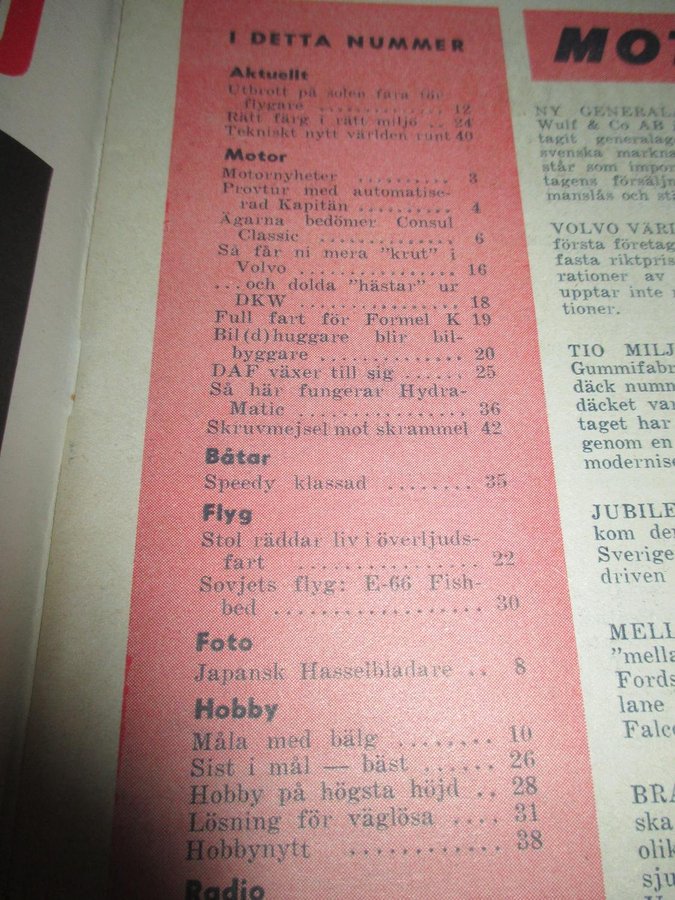 I DETTA NUMMER
Aktuellt
Utbrott på solen fara för
flygare ................ 12
Rätt färg i rätt miljö .. 24
Tekniskt nytt världen runt 40
Motor
Motornyheter .......... 3
Provtur med automatise-
rad Kapitän .......... 4
Ägarna bedömer Consul
Classic .............. 6
Så får ni mera "krut" i
Volvo ................ 16
...och dolda "hästar" ur
DKW ................ 18
Full fart för Formel K 19
Bil(d)huggare blir bil-
byggare .............. 20
DAF växer till sig ...... 25
Så här fungerar Hydra-
Matic ................ 36
Skruvmejsel mot skrammel 42
Båtar
Speedy klassad ........ 35
Flyg
Stol räddar liv i överljuds-
fart ................ 22
Sovjets flyg: E-66 Fish-
bed .................. 30
Foto
Japansk Hasselbladare .. 8
Hobby
Måla med bälg ........ 10
Sist i mål — bäst ...... 26
Hobby på högsta höjd .. 28
Lösning för väglösa .... 31
Hobbynytt ............ 38
Radio
MOT
NY GENERAL
Wulf & Co AB
tagit generalag
svenska markna
står som impor
tagens försäljn
manslås och stä
VOLVO VÄRL
första företag
fasta riktpris
rationer av
upptar inte
tioner.
TIO MILJ
Gummifabr
däck numm
däcket var
taget har
genom en
modernise
JUBILE
kom den
Sverige
driven
MELL
"mella
Fords
lane
Falco
BRA
ska
olik
sju